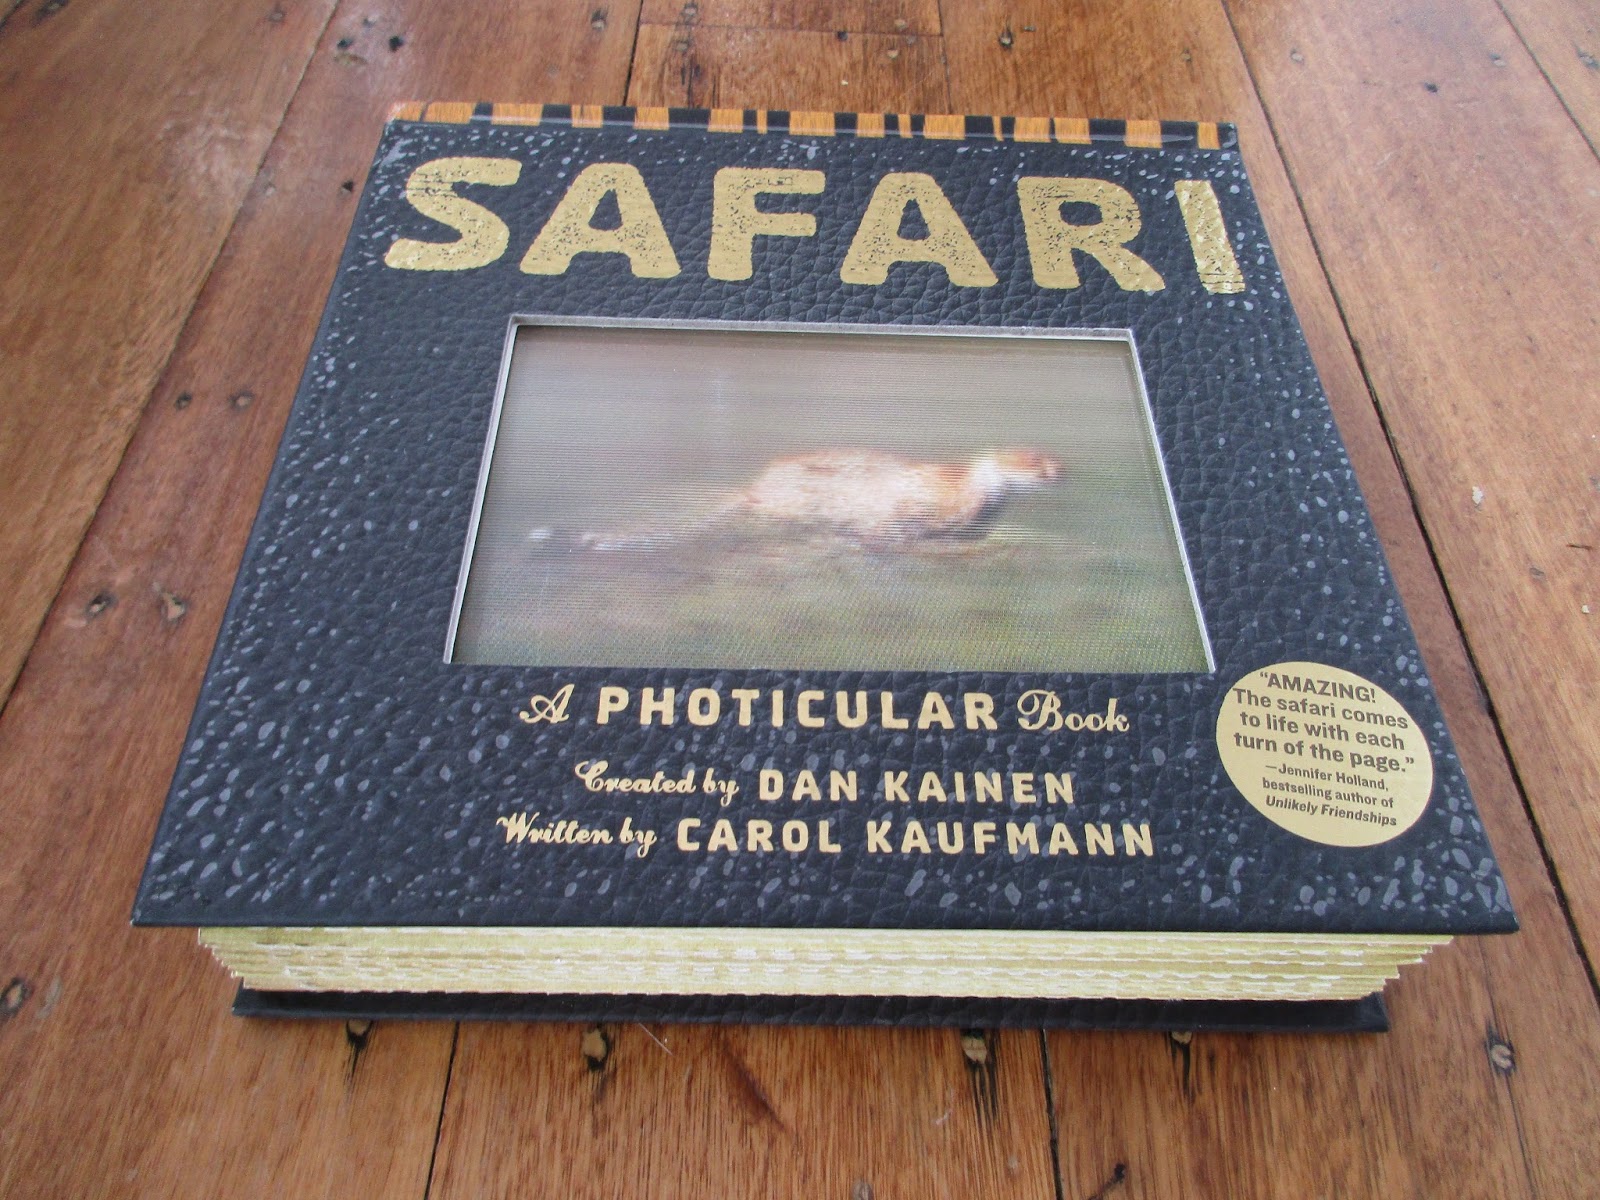 SAFARI
A PHOTICULAR Book
Created by DAN KAINEN
Written by CAROL KAUFMANN
“AMAZING!
The safari comes
to life with each
turn of the page.”
—Jennifer Holland,
bestselling author of
Unlikely Friendships